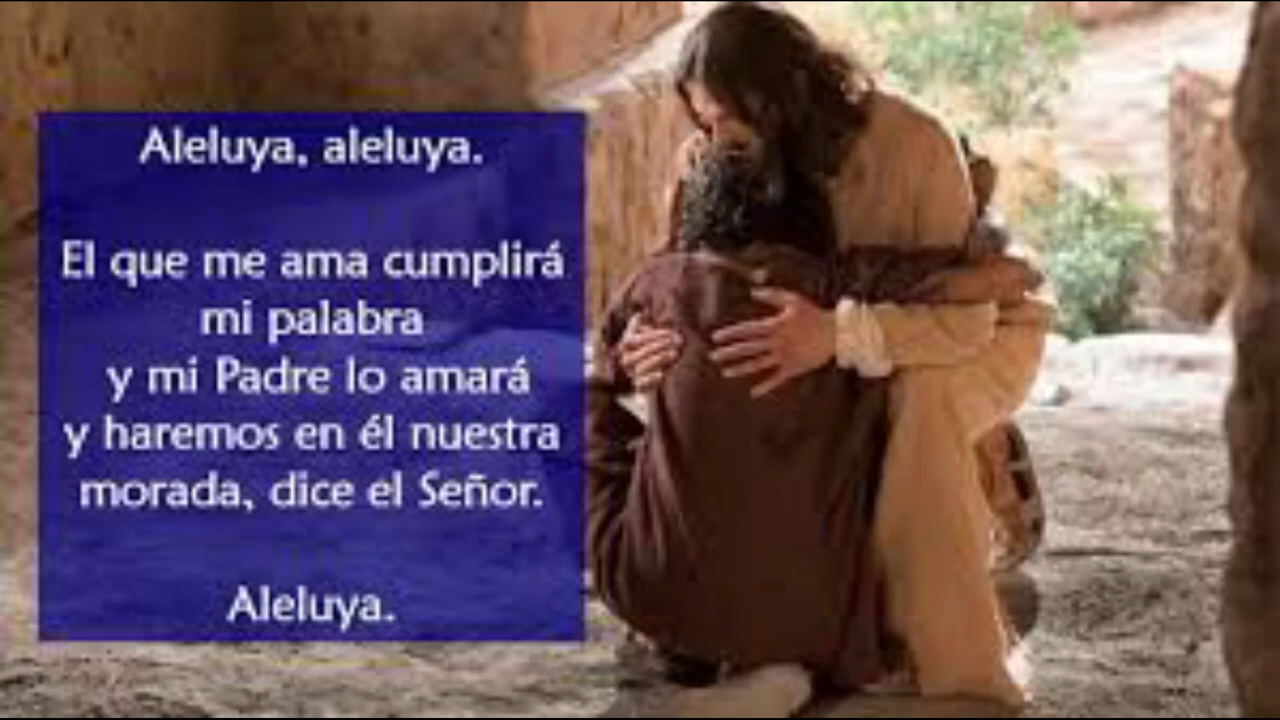 Aleluya, aleluya.
El que me ama cumplirá
mi palabra
y mi Padre lo amará
y haremos en él nuestra
morada, dice el Señor.
Aleluya.